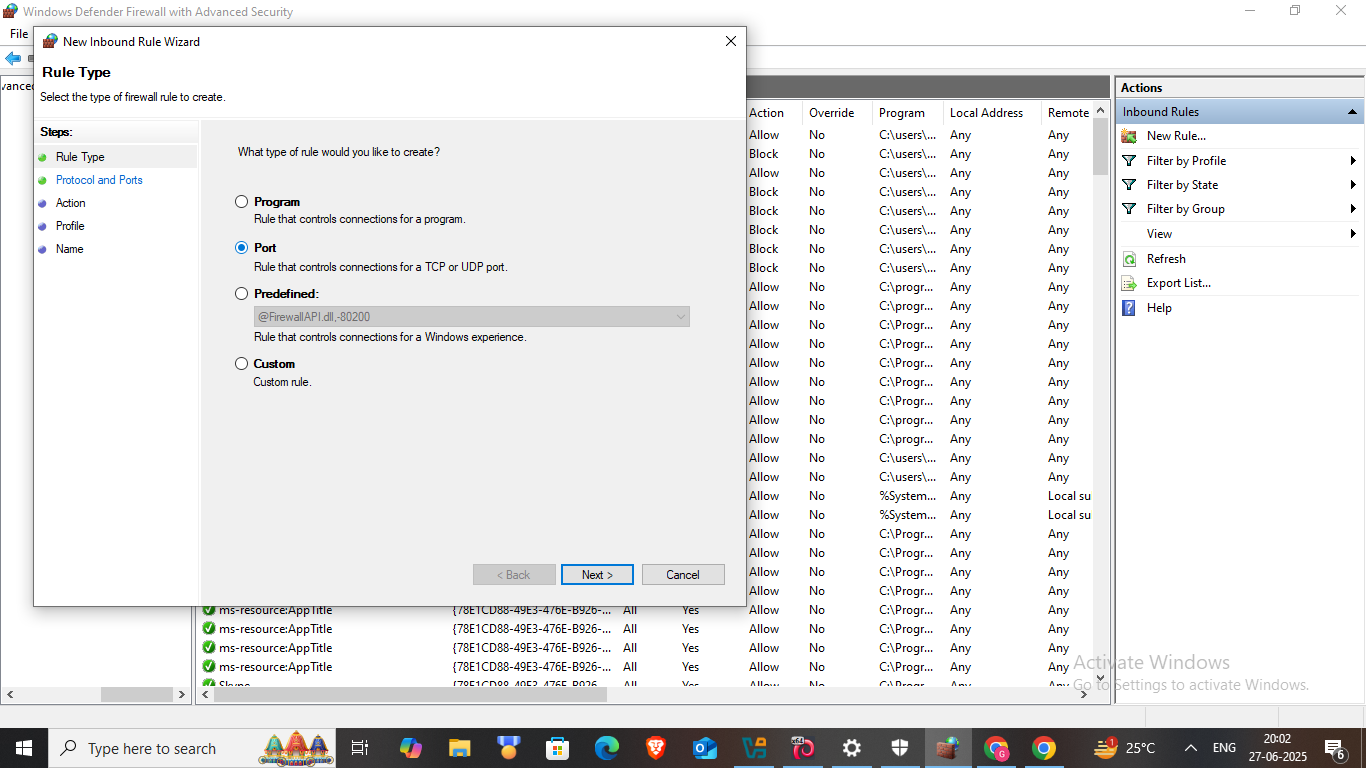 Windows Defender Firewall with Advanced Security
File
New Inbound Rule Wizard
Rule Type
Select the type of firewall rule to create.
Steps:
Rule Type
Protocol and Ports
Action
Profile
Name
What type of rule would you like to create?
Program
Rule that controls connections for a program.
Port
Rule that controls connections for a TCP or UDP port.
Predefined:
@FirewallAPI.dll,-80200
Rule that controls connections for a Windows experience.
Custom
Custom rule.
< Back Next > Cancel
Action Override Program Local Address Remote
Allow No C:\users\... Any Any
Block No C:\users\... Any Any
Allow No C:\users\... Any Any
Block No C:\users\... Any Any
Block No C:\users\... Any Any
Block No C:\users\... Any Any
Block No C:\users\... Any Any
Block No C:\users\... Any Any
Allow No C:\progr... Any Any
Allow No C:\progr... Any Any
Allow No C:\progr... Any Any
Allow No C:\Progr... Any Any
Allow No C:\Progr... Any Any
Allow No C:\Progr... Any Any
Allow No C:\Progr... Any Any
Allow No C:\progr... Any Any
Allow No C:\progr... Any Any
Allow No C:\users\... Any Any
Allow No C:\users\... Any Any
Allow No %System... Any Local su
Allow No %System... Any Local su
Allow No C:\Progr... Any Any
Allow No C:\Progr... Any Any
Allow No C:\Progr... Any Any
Allow No C:\Progr... Any Any
ms-resource:AppTitle {78E1CD88-49E3-476E-B926-... All Yes Allow No C:\Progr... Any Any
ms-resource:AppTitle {78E1CD88-49E3-476E-B926-... All Yes Allow No C:\Progr... Any Any
ms-resource:AppTitle {78E1CD88-49E3-476E-B926-... All Yes Allow No C:\Progr... Any Any
ms-resource:AppTitle {78E1CD88-49E3-476E-B926-... All Yes Allow No C:\Progr... Any Any
Skype {78E1CD88-49E3-476E-B926-... All Yes Allow No C:\Progr... Any Any
Actions
Inbound Rules
New Rule...
Filter by Profile
Filter by State
Filter by Group
View
Refresh
Export List...
Help
Activate Windows
Go to Settings to activate Windows.
Type here to search
1 25°C ENG
20:02
27-06-2025
6